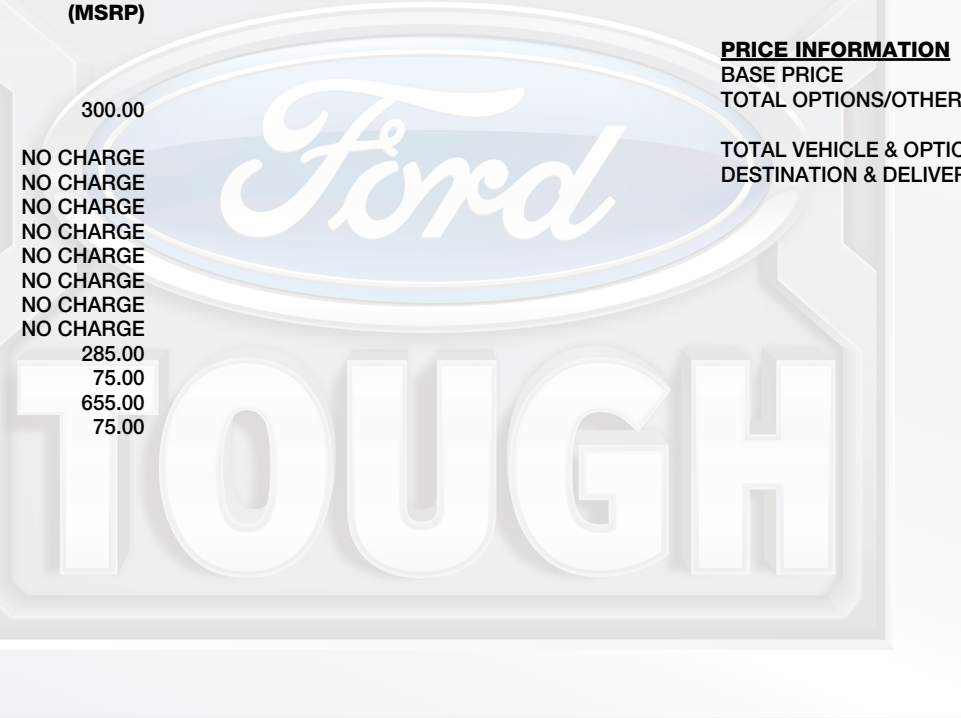 (MSRP)
300.00
NO CHARGE
NO CHARGE
NO CHARGE
NO CHARGE
NO CHARGE
NO CHARGE
NO CHARGE
NO CHARGE
285.00
75.00
655.00
75.00
PRICE INFORMATION
BASE PRICE
TOTAL OPTIONS/OTHER
TOTAL VEHICLE & OPTIO
DESTINATION & DELIVER
Ford
TOUGH